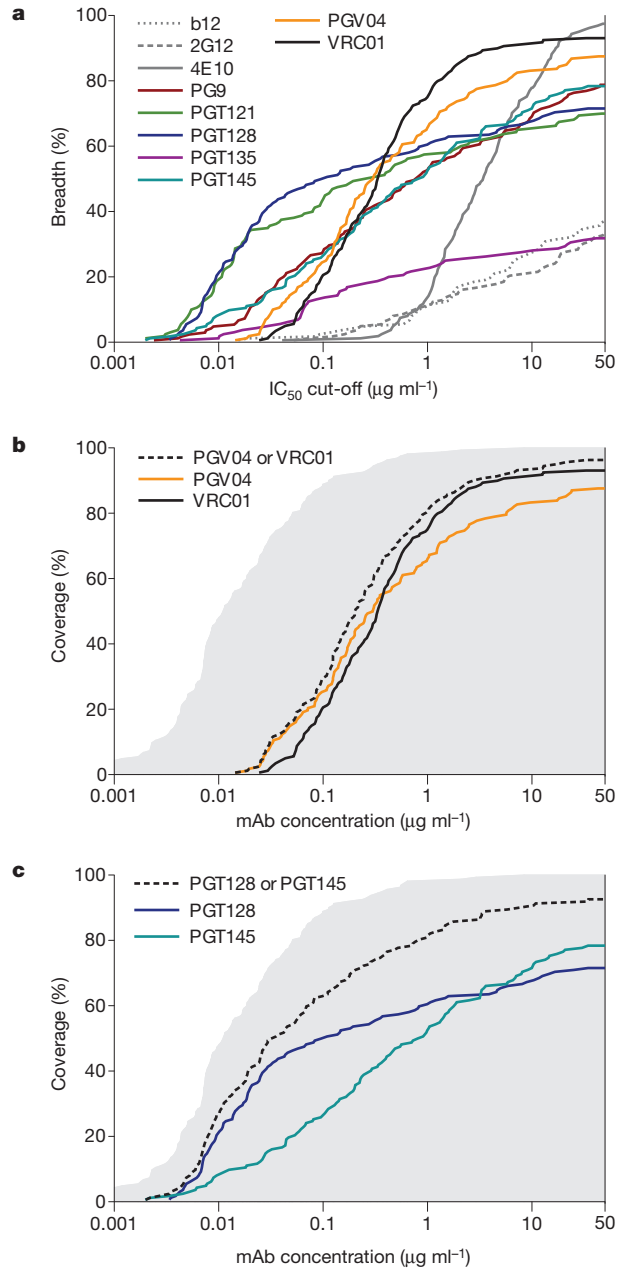 a
b12
2G12
4E10
PG9
PGT121
PGT128
PGT135
PGT145
PGV04
VRC01
Breadth (%)
100
80
60
40
20
0
0.001 0.01 0.1 1 10 50
IC50 cut-off (μg ml–1)
b
PGV04 or VRC01
PGV04
VRC01
Coverage (%)
100
80
60
40
20
0
0.001 0.01 0.1 1 10 50
mAb concentration (μg ml–1)
c
PGT128 or PGT145
PGT128
PGT145
Coverage (%)
100
80
60
40
20
0
0.001 0.01 0.1 1 10 50
mAb concentration (μg ml–1)